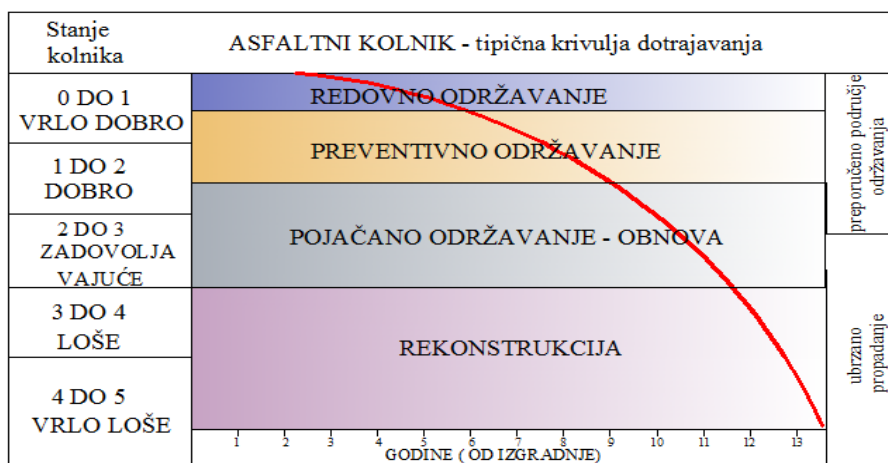 Stanje
kolnika
ASFALTNI KOLNIK - tipična krivulja dotrajavanja
0 DO 1
VRLO DOBRO
1 DO 2
DOBRO
2 DO 3
ZADOVOLJA
VAJUĆE
3 DO 4
LOŠE
4 DO 5
VRLO LOŠE
REDOVNO ODRŽAVANJE
PREVENTIVNO ODRŽAVANJE
POJAČANO ODRŽAVANJE - OBNOVA
REKONSTRUKCIJA
preporučeno područje
održavanja
ubrzano
propadanje
1 2 3 4 5 6 7 8 9 10 11 12 13
GODINE ( OD IZGRADNJE)